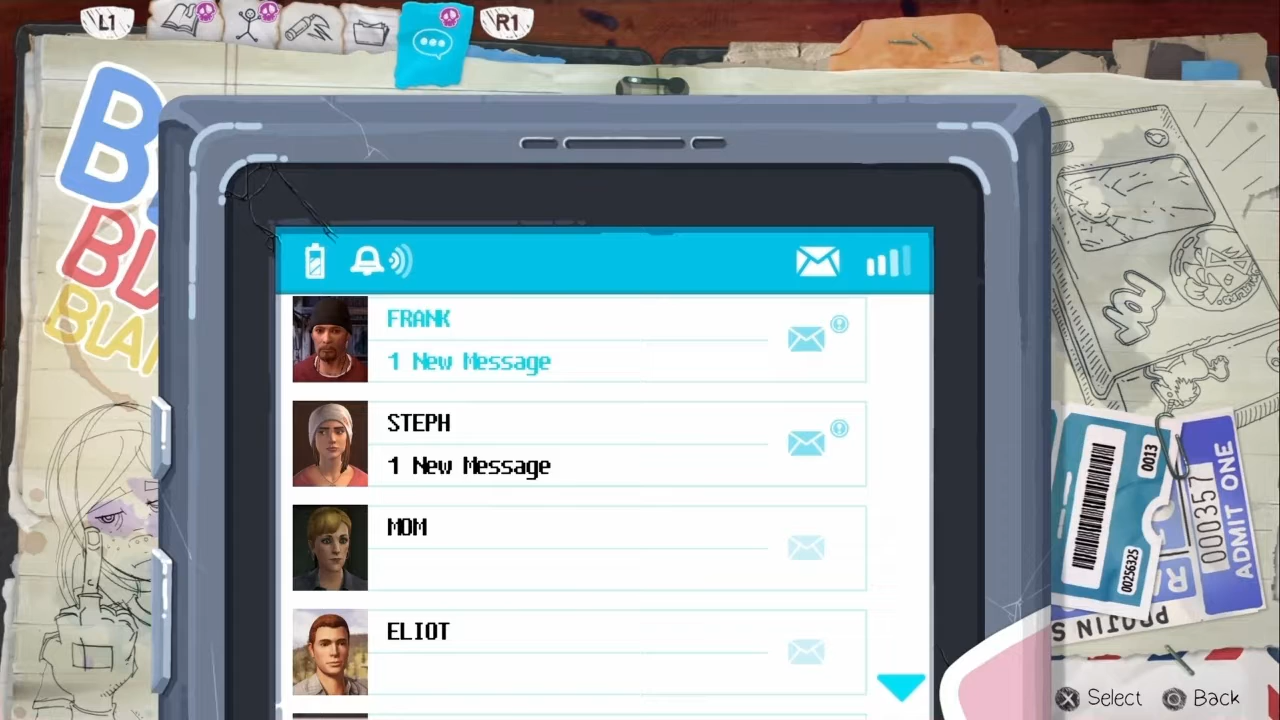 L1
R1
FRANK
1 New Message
STEPH
1 New Message
MOM
ELIOT
0013
00256325
000357
ADMIT ONE
Select
Back